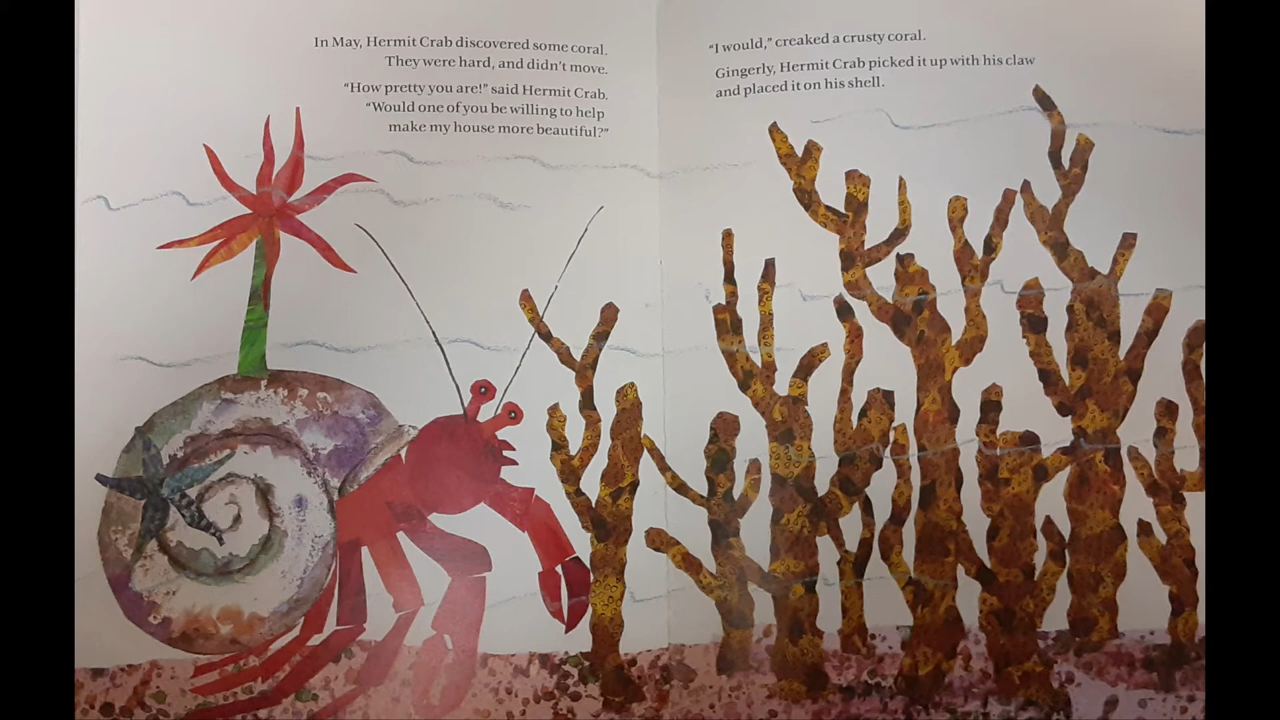 In May, Hermit Crab discovered some coral.
They were hard, and didn't move.
"How pretty you are!" said Hermit Crab.
"Would one of you be willing to help
make my house more beautiful?"
"I would," creaked a crusty coral.
Gingerly, Hermit Crab picked it up with his claw
and placed it on his shell.